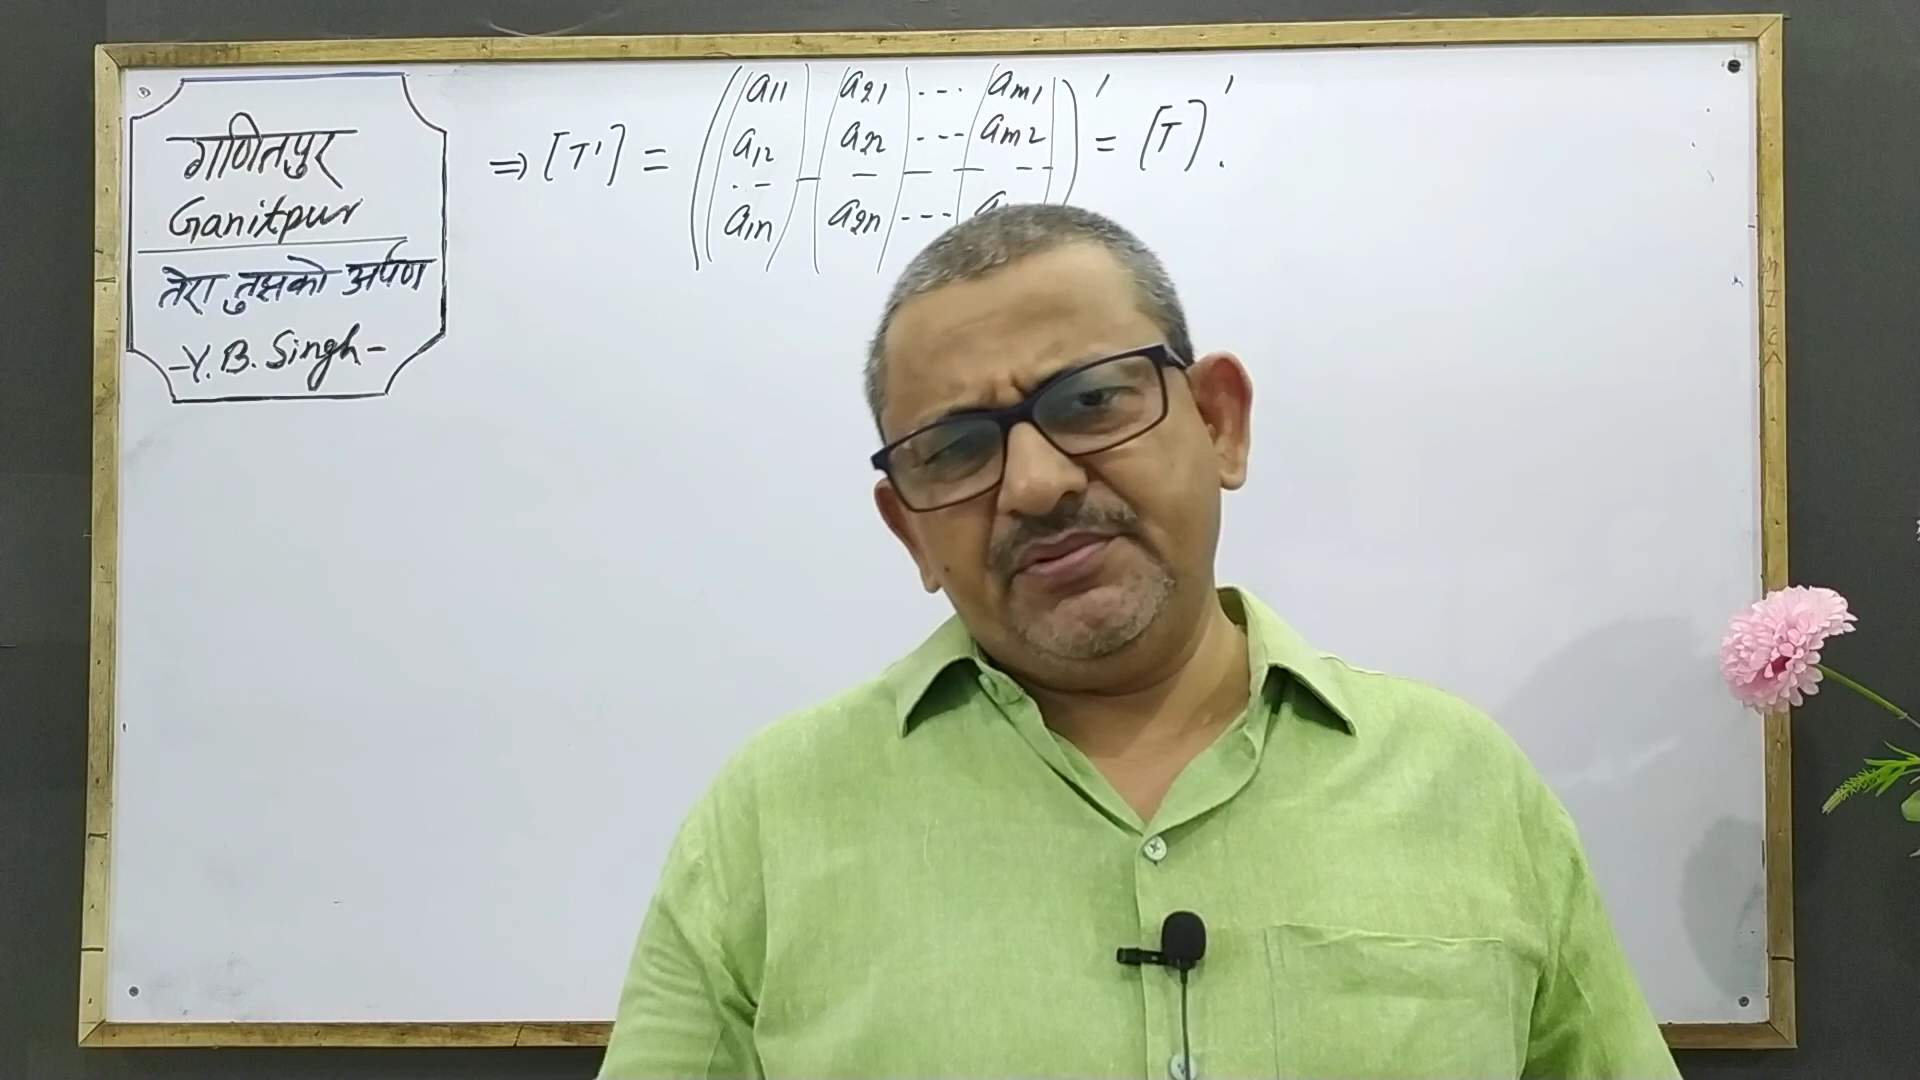 गणितपुर
Ganitpur
तेरा तुझको अर्पण
-Y. B. Singh-
a11 a21 ... am1
⇒ [T'] = ( a12 a22 ... am2 )' = [T]'.
a1n a2n ...